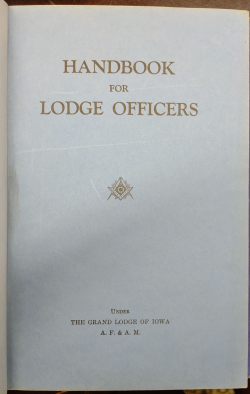 HANDBOOK
FOR
LODGE OFFICERS
UNDER
THE GRAND LODGE OF IOWA
A. F. & A. M.